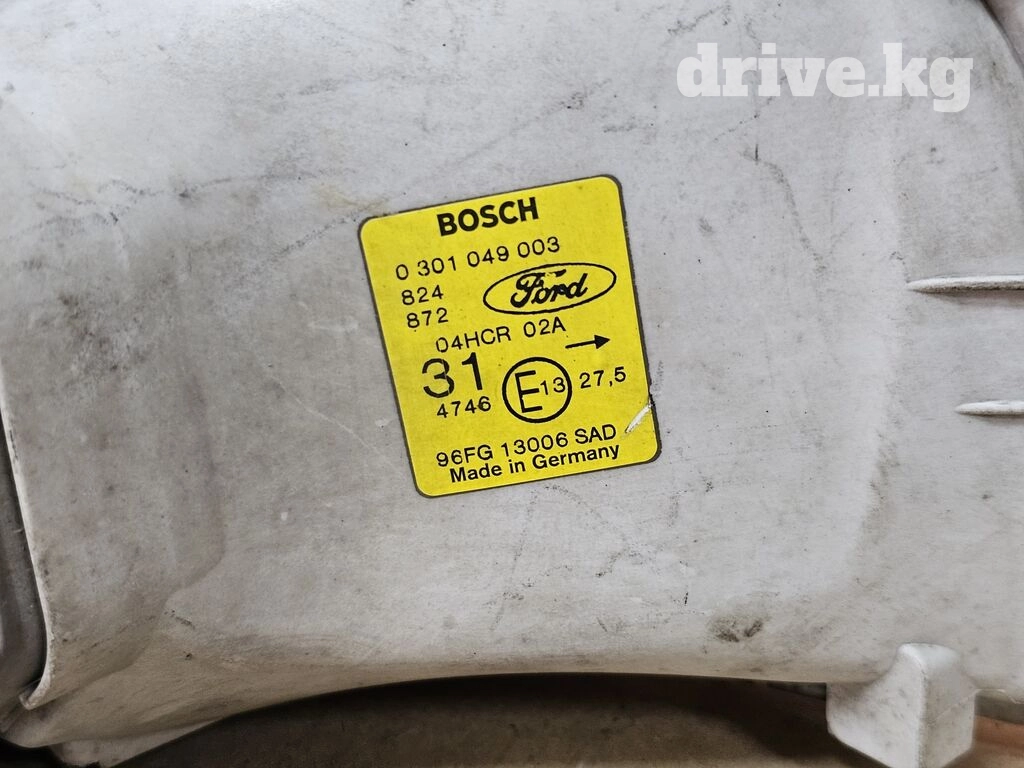 drive.kg
BOSCH
0 301 049 003
824
Ford
872
04HCR 02A
31
E13 27,5
4746
96FG 13006 SAD
Made in Germany